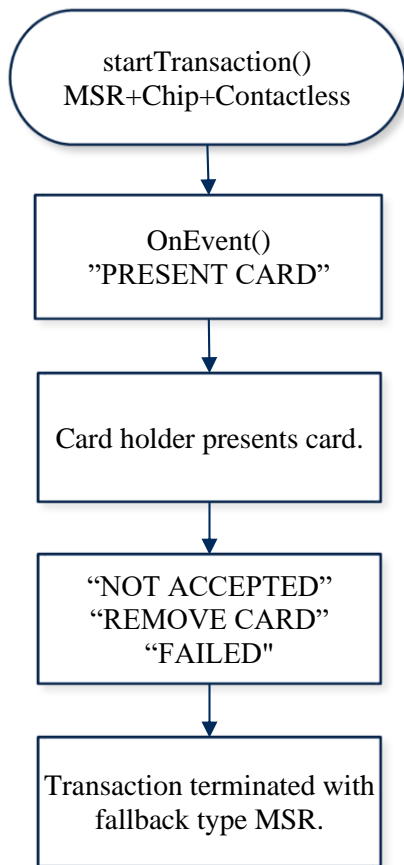 startTransaction()
MSR+Chip+Contactless
OnEvent()
”PRESENT CARD”
Card holder presents card.
“NOT ACCEPTED”
“REMOVE CARD”
“FAILED"
Transaction terminated with
fallback type MSR.